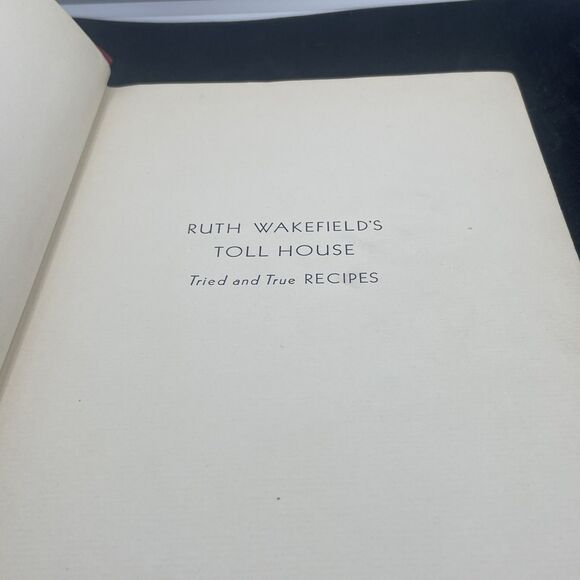 RUTH WAKEFIELD'S
TOLL HOUSE
Tried and True RECIPES